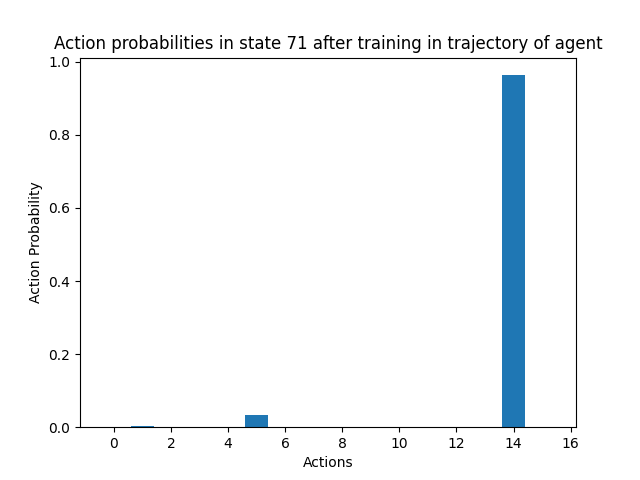 Action probabilities in state 71 after training in trajectory of agent
1.0
0.8
0.6
0.4
0.2
0.0
Action Probability
0 2 4 6 8 10 12 14 16
Actions